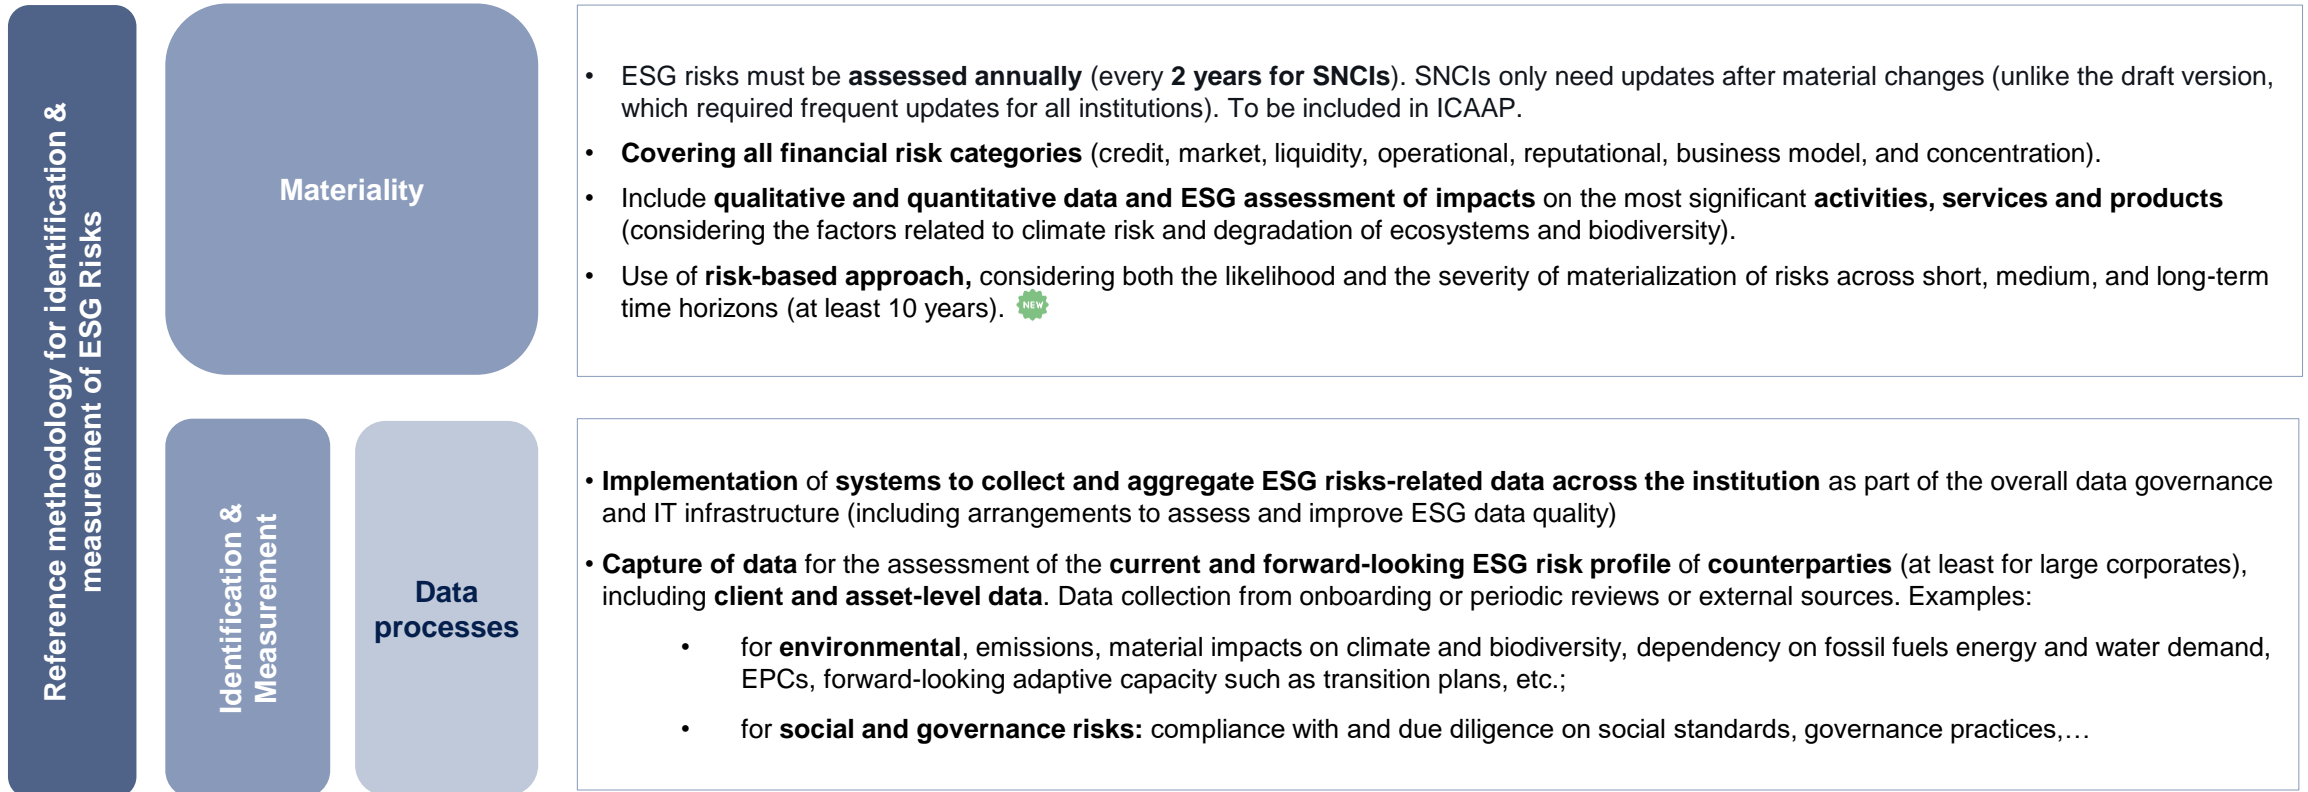 Reference methodology for identification &
measurement of ESG Risks
Materiality
• ESG risks must be assessed annually (every 2 years for SNCIs). SNCIs only need updates after material changes (unlike the draft version,
which required frequent updates for all institutions). To be included in ICAAP.
• Covering all financial risk categories (credit, market, liquidity, operational, reputational, business model, and concentration).
• Include qualitative and quantitative data and ESG assessment of impacts on the most significant activities, services and products
(considering the factors related to climate risk and degradation of ecosystems and biodiversity).
• Use of risk-based approach, considering both the likelihood and the severity of materialization of risks across short, medium, and long-term
time horizons (at least 10 years). NEW
Identification &
Measurement
Data
processes
• Implementation of systems to collect and aggregate ESG risks-related data across the institution as part of the overall data governance
and IT infrastructure (including arrangements to assess and improve ESG data quality)
• Capture of data for the assessment of the current and forward-looking ESG risk profile of counterparties (at least for large corporates),
including client and asset-level data. Data collection from onboarding or periodic reviews or external sources. Examples:
• for environmental, emissions, material impacts on climate and biodiversity, dependency on fossil fuels energy and water demand,
EPCs, forward-looking adaptive capacity such as transition plans, etc.;
• for social and governance risks: compliance with and due diligence on social standards, governance practices,…